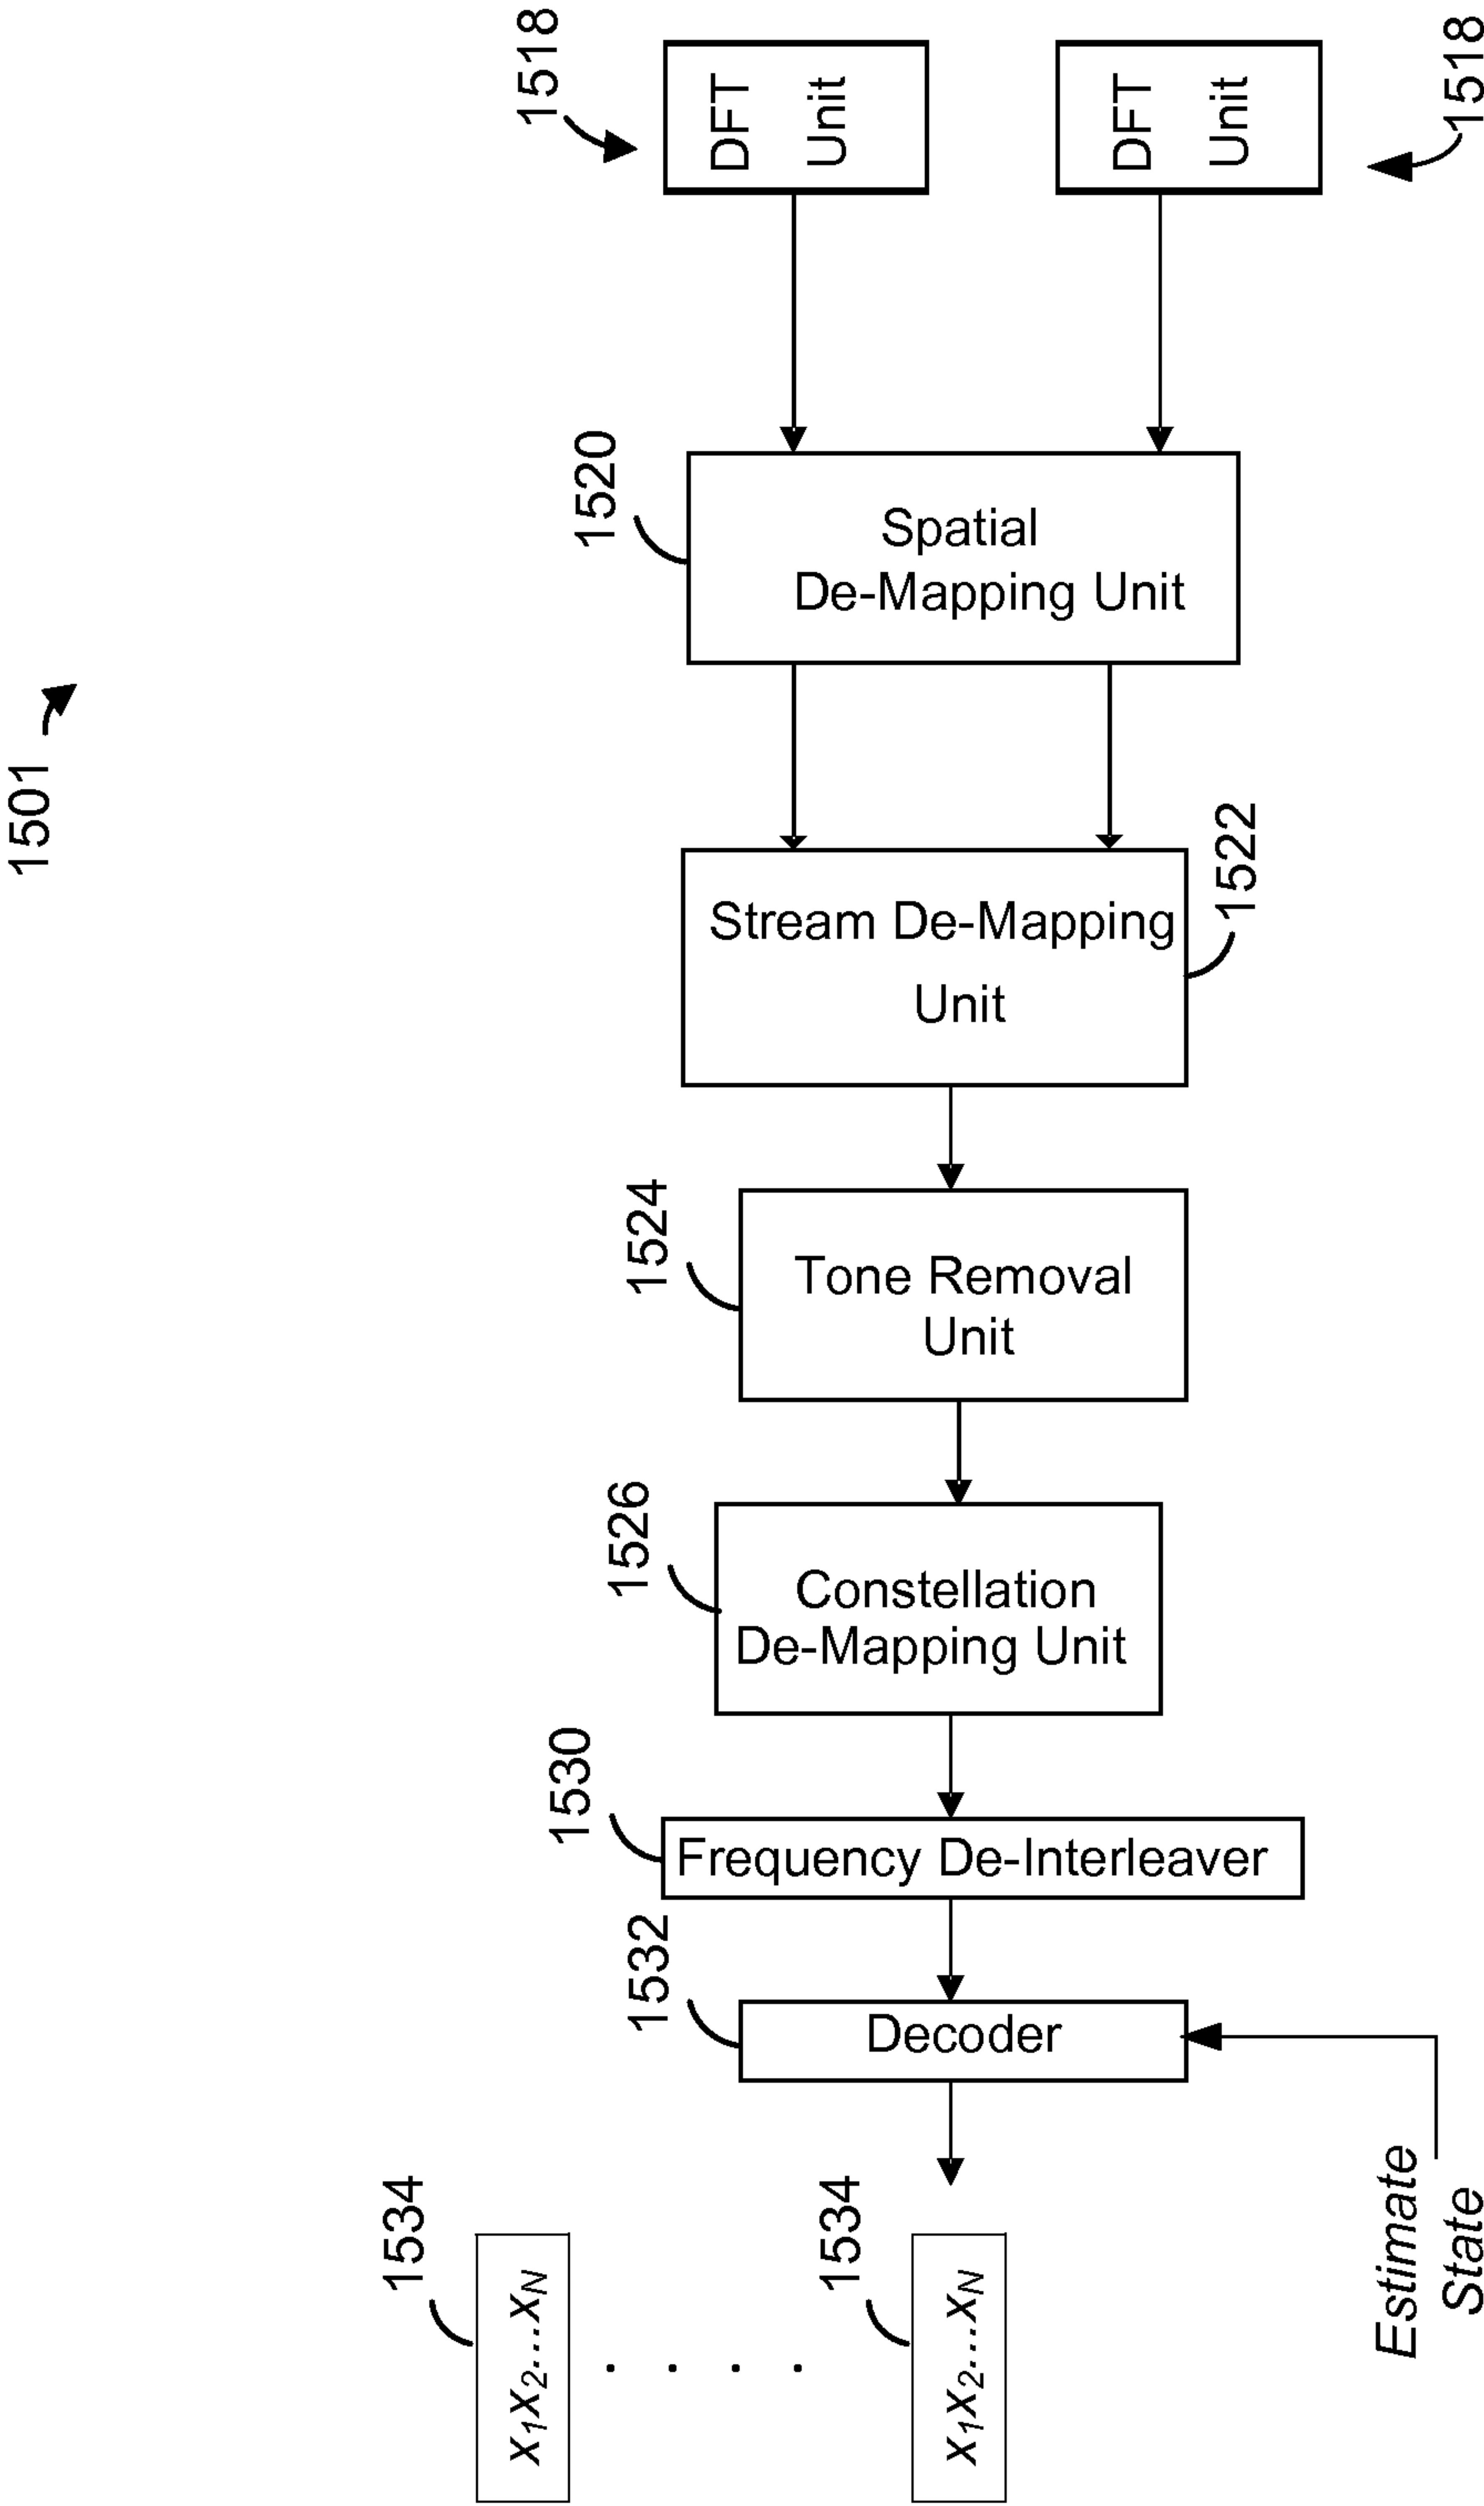 1501
1518
DFT
Unit
DFT
Unit
1518
1520
Spatial
De-Mapping Unit
Stream De-Mapping
Unit
1522
1524
Tone Removal
Unit
1526
Constellation
De-Mapping Unit
1530
Frequency De-Interleaver
1532
Decoder
Estimate
State
1534
x1x2...xN
. . . .
1534
x1x2...xN